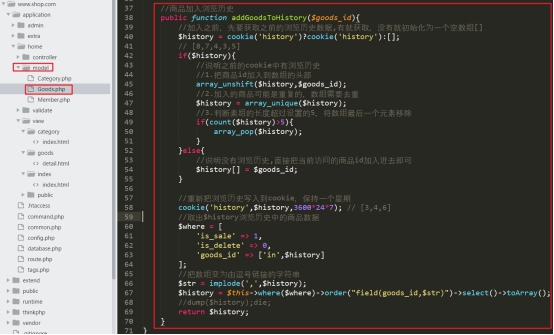 www.shop.com
application
admin
extra
home
controller
model
Category.php
Goods.php
Member.php
validate
view
category
index.html
goods
detail.html
index
index.html
public
.htaccess
command.php
common.php
config.php
database.php
route.php
tags.php
extend
public
runtime
thinkphp
vendor
.gitignore
37 //商品加入浏览历史
38 public function addGoodsToHistory($goods_id){
39 //加入之前，先要获取之前的浏览历史数据,有就获取，没有就初始化为一个空数组[]
40 $history = cookie('history')?cookie('history'):[];
41 // [8,7,4,3,5]
42 if($history){
43 //说明之前的cookie中有浏览历史
44 //1.把商品id加入到数组的头部
45 array_unshift($history,$goods_id);
46 //2.加入的商品可能是重复的，数组需要去重
47 $history = array_unique($history);
48 //3.判断素组的长度超过设置的5，将数组最后一个元素移除
49 if(count($history)>5){
50 array_pop($history);
51 }
52 }else{
53 //说明没有浏览历史,直接把当前访问的商品id加入进去即可
54 $history[] = $goods_id;
55 }
56
57 //重新把浏览历史写入到cookie，保持一个星期
58 cookie('history',$history,3600*24*7); // [3,4,6]
59 //取出$history浏览历史中的商品数据
60 $where = [
61 'is_sale' => 1,
62 'is_delete' => 0,
63 'goods_id' => ['in',$history]
64 ];
65 //把数组变为由逗号链接的字符串
66 $str = implode(',',$history);
67 $history = $this->where($where)->order("field(goods_id,$str)")->select()->toArray();
68 //dump($history);die;
69 return $history;
70 }
71 }